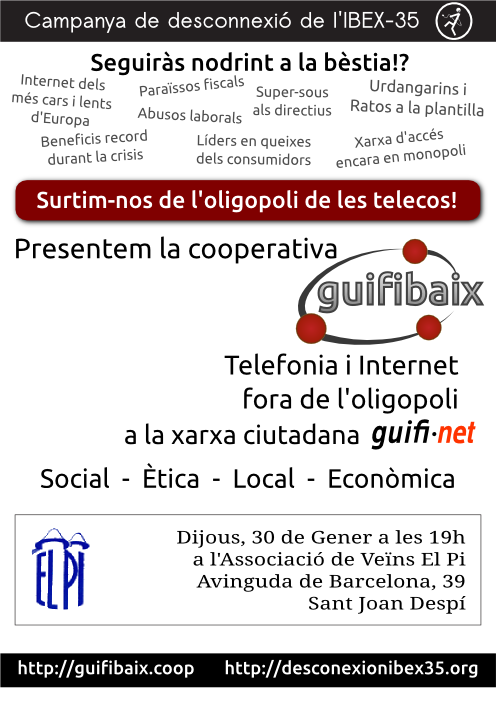 Campanya de desconnexió de l'IBEX-35
Seguiràs nodrint a la bèstia!?
Internet dels
més cars i lents
d'Europa
Paraïssos fiscals
Abusos laborals
Super-sous
als directius
Urdangarins i
Ratos a la plantilla
Beneficis record
durant la crisis
Líders en queixes
dels consumidors
Xarxa d'accés
encara en monopoli
Surtim-nos de l'oligopoli de les telecos!
Presentem la cooperativa
guifibaix
Telefonia i Internet
fora de l'oligopoli
a la xarxa ciutadana guifi·net
Social - Ètica - Local - Econòmica
EL PI
Dijous, 30 de Gener a les 19h
a l'Associació de Veïns El Pi
Avinguda de Barcelona, 39
Sant Joan Despí
http://guifibaix.coop http://desconexionibex35.org